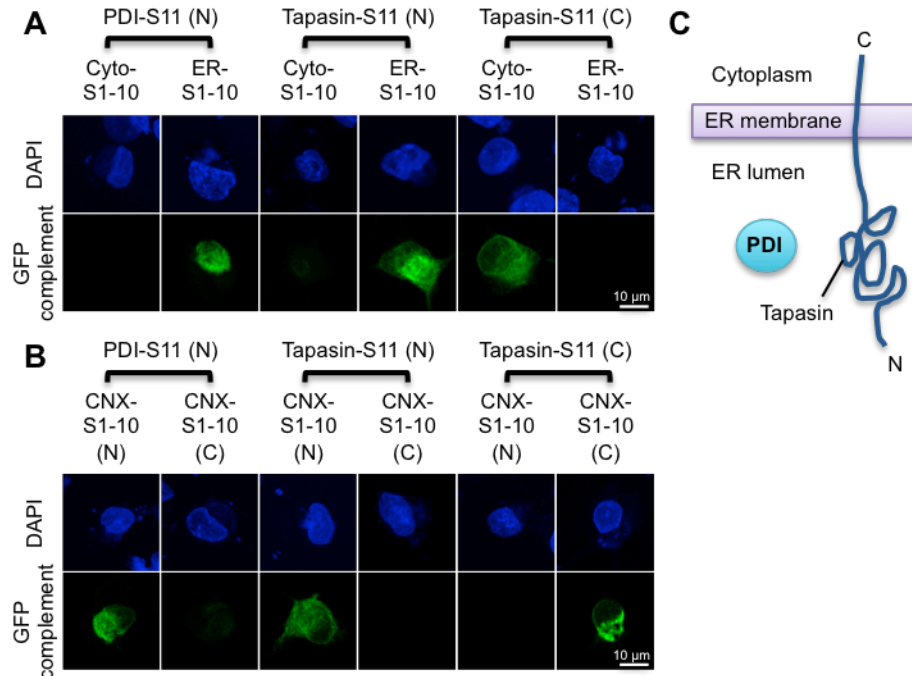 A
PDI-S11 (N) Tapasin-S11 (N) Tapasin-S11 (C)
Cyto- ER- Cyto- ER- Cyto- ER-
S1-10 S1-10 S1-10 S1-10 S1-10 S1-10
DAPI
GFP
complement
10 µm
B
PDI-S11 (N) Tapasin-S11 (N) Tapasin-S11 (C)
CNX- CNX- CNX- CNX- CNX- CNX-
S1-10 S1-10 S1-10 S1-10 S1-10 S1-10
(N) (C) (N) (C) (N) (C)
DAPI
GFP
complement
10 µm
C
C
Cytoplasm
ER membrane
ER lumen
PDI
Tapasin
N